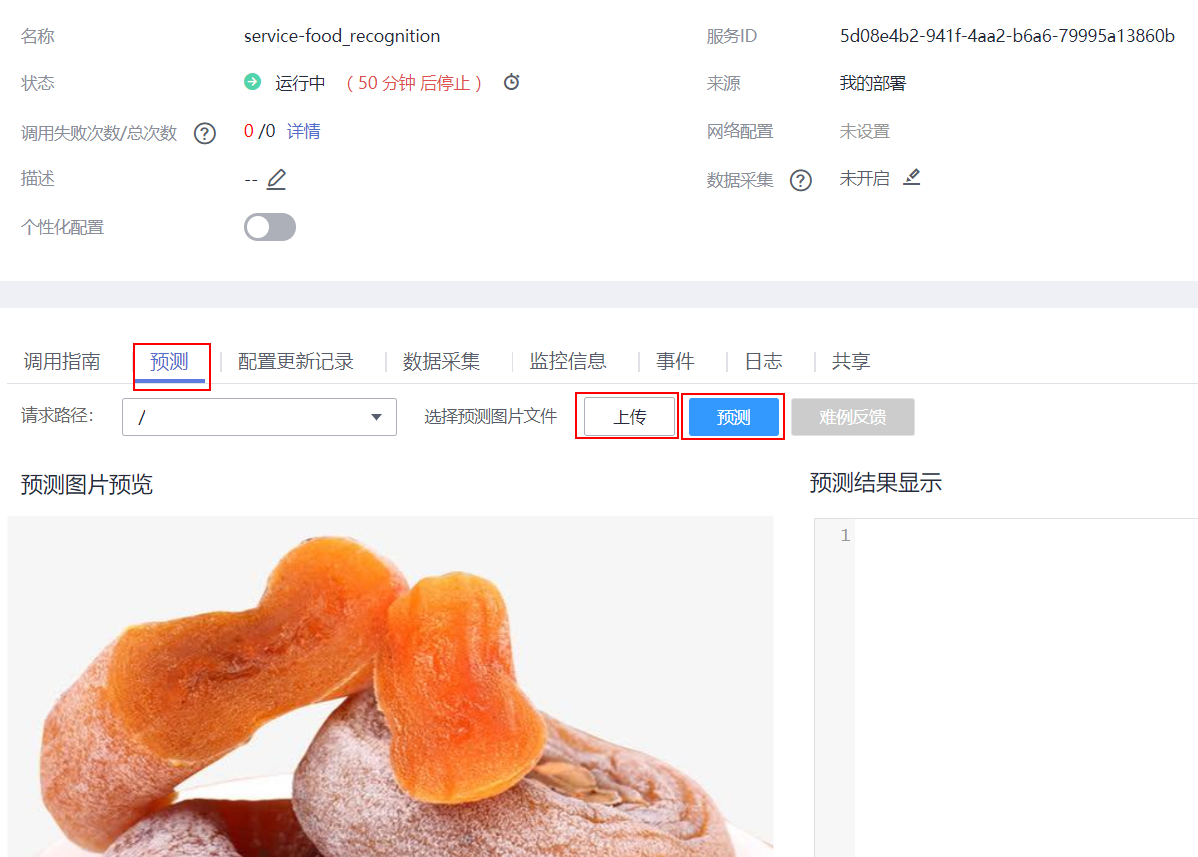 名称 service-food_recognition 服务ID 5d08e4b2-941f-4aa2-b6a6-79995a13860b
状态 运行中 ( 50 分钟 后停止 ) 来源 我的部署
调用失败次数/总次数 ? 0 /0 详情 网络配置 未设置
描述 -- 数据采集 ? 未开启
个性化配置
调用指南 预测 配置更新记录 数据采集 监控信息 事件 日志 共享
请求路径: / 选择预测图片文件 上传 预测 难例反馈
预测图片预览 预测结果显示
1